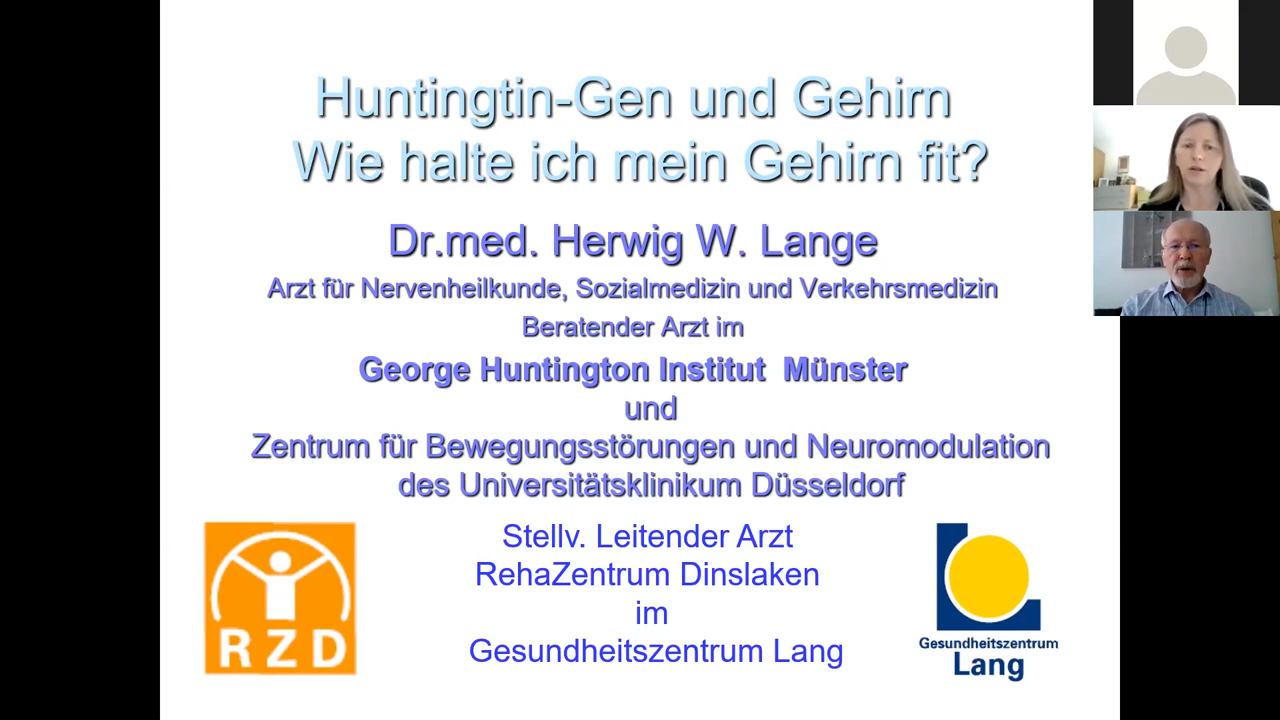 Huntingtin-Gen und Gehirn
Wie halte ich mein Gehirn fit?
Dr.med. Herwig W. Lange
Arzt für Nervenheilkunde, Sozialmedizin und Verkehrsmedizin
Beratender Arzt im
George Huntington Institut Münster
und
Zentrum für Bewegungsstörungen und Neuromodulation
des Universitätsklinikum Düsseldorf
Stellv. Leitender Arzt
RehaZentrum Dinslaken
im
Gesundheitszentrum Lang
RZD
Gesundheitszentrum
Lang